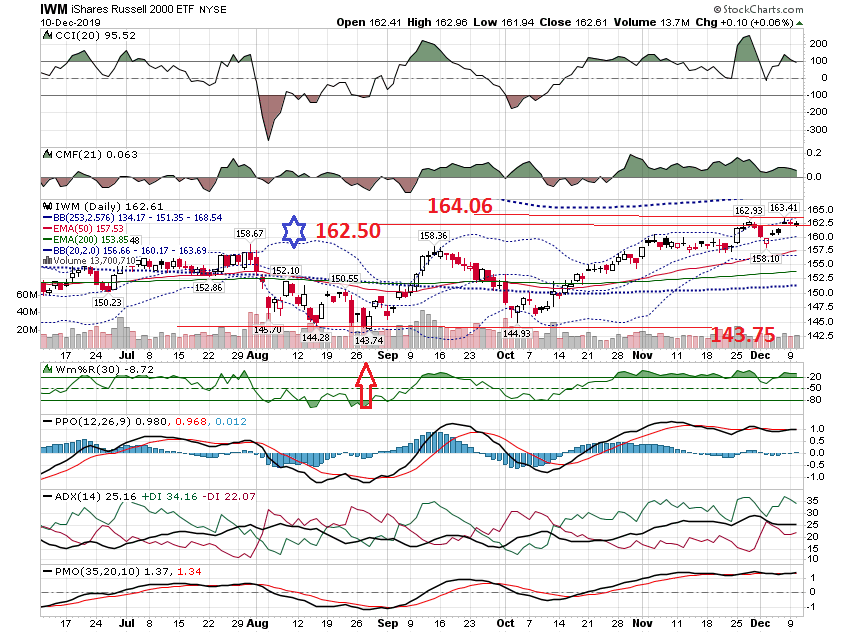 IWM iShares Russell 2000 ETF NYSE © StockCharts.com
10-Dec-2019 Open 162.41 High 162.96 Low 161.94 Close 162.61 Volume 13.7M Chg +0.10 (+0.06%)
CCI(20) 95.52
200
100
0
-100
-200
-300
CMF(21) 0.063
0.2
0.0
IWM (Daily) 162.61
BB(253,2.576) 134.17 - 151.35 - 168.54
EMA(50) 157.53
EMA(200) 153.85
BB(20,2.0) 156.66 - 160.17 - 163.69
Volume 13,700,710
164.06
162.50
143.75
158.67
48
152.10
150.55
158.36
162.93
163.41
158.10
150.23
152.86
145.70
144.28
143.74
144.93
165.0
162.5
160.0
157.5
155.0
152.5
150.0
147.5
145.0
142.5
60M
40M
20M
17 24 Jul 8 15 22 29 Aug 12 19 26 Sep 9 16 23 Oct 7 14 21 28 Nov 11 18 25 Dec 9
Wm%R(30) -8.72
-20
-50
-80
PPO(12,26,9) 0.980, 0.968, 0.012
1.0
0.5
0.0
-0.5
-1.0
ADX(14) 25.16 +DI 34.16 -DI 22.07
35
30
25
20
15
10
PMO(35,20,10) 1.37, 1.34
1
0
-1
17 24 Jul 8 15 22 29 Aug 12 19 26 Sep 9 16 23 Oct 7 14 21 28 Nov 11 18 25 Dec 9